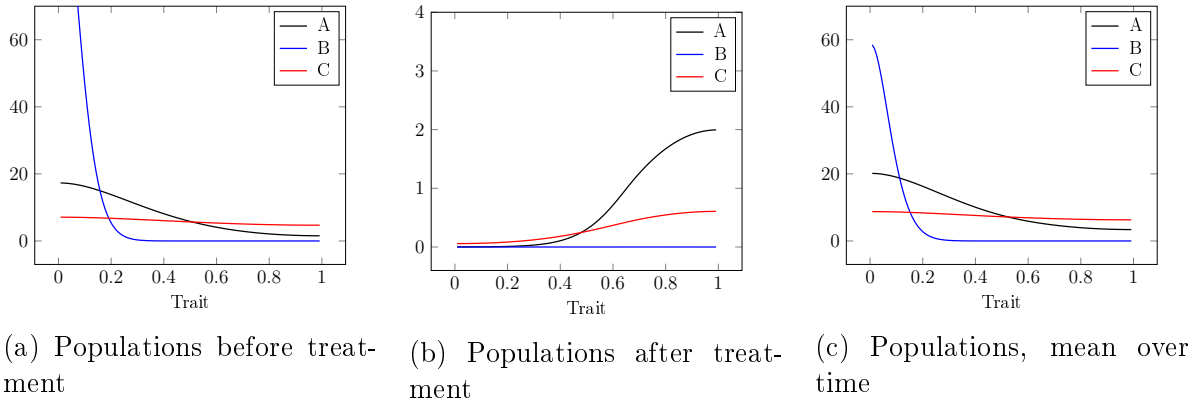 60
40
20
0
0
0.2
0.4
0.6
0.8
1
Trait
A
B
C
(a) Populations before treat-
ment
4
3
2
1
0
0
0.2
0.4
0.6
0.8
1
Trait
A
B
C
(b) Populations after treat-
ment
60
40
20
0
0
0.2
0.4
0.6
0.8
1
Trait
A
B
C
(c) Populations, mean over
time